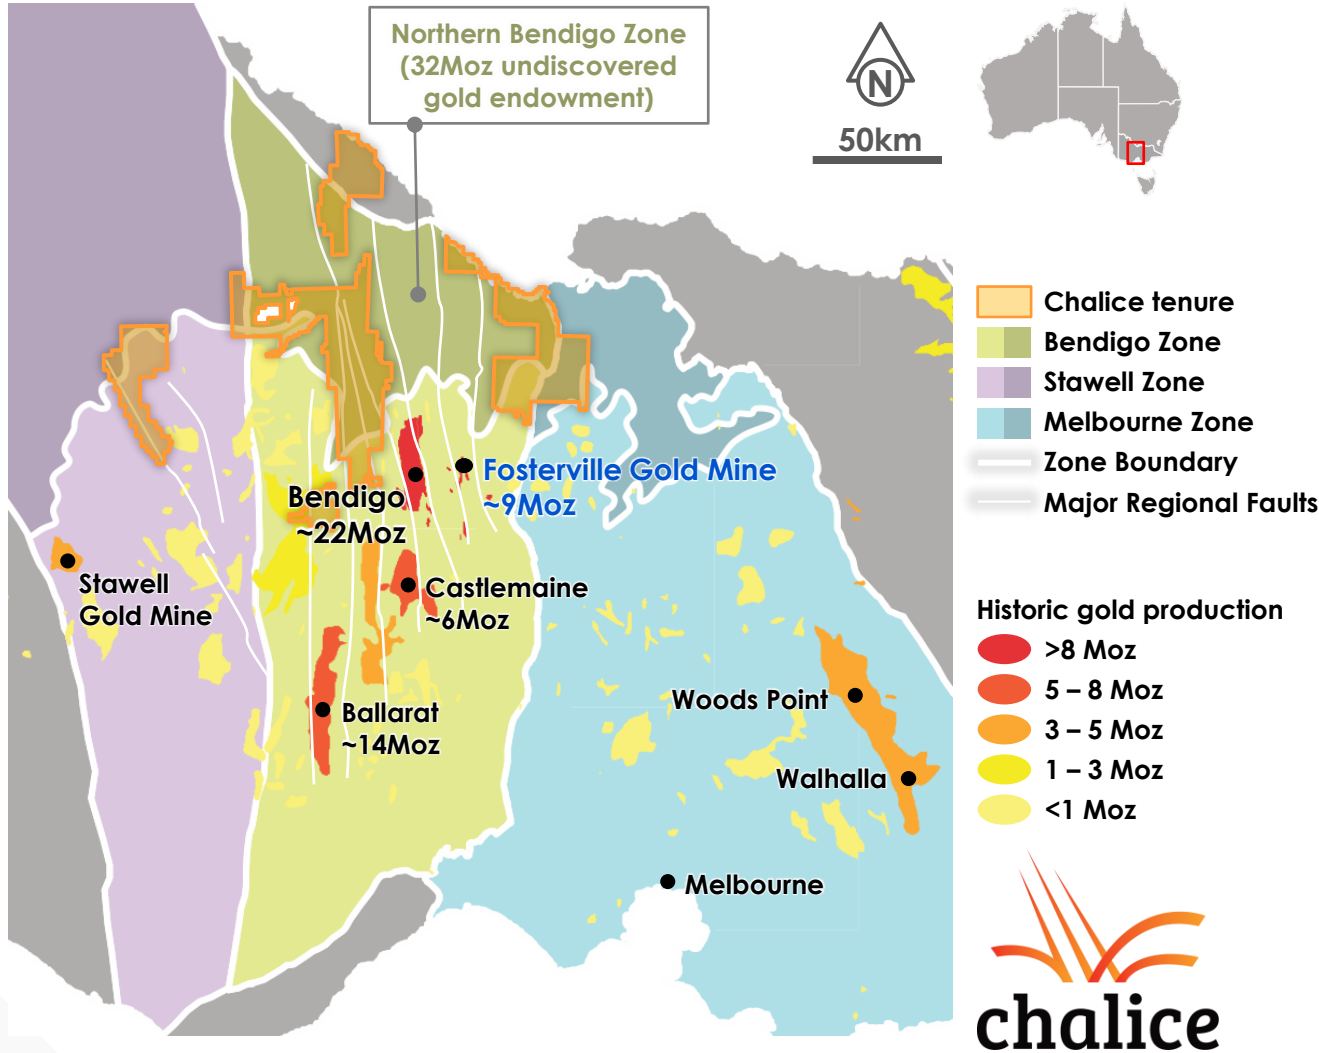 Northern Bendigo Zone
(32Moz undiscovered
gold endowment)
N
50km
Chalice tenure
Bendigo Zone
Stawell Zone
Melbourne Zone
Zone Boundary
Major Regional Faults
Fosterville Gold Mine
~9Moz
Bendigo
~22Moz
Stawell
Gold Mine
Castlemaine
~6Moz
Ballarat
~14Moz
Woods Point
Walhalla
Melbourne
Historic gold production
>8 Moz
5 – 8 Moz
3 – 5 Moz
1 – 3 Moz
<1 Moz
chalice